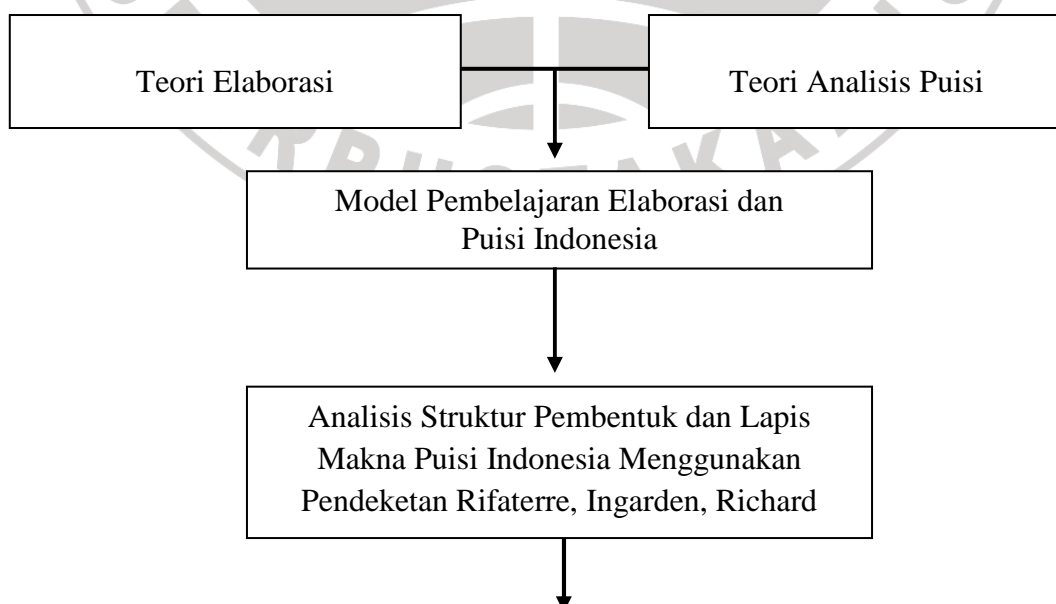 Teori Elaborasi
Teori Analisis Puisi
Model Pembelajaran Elaborasi dan
Puisi Indonesia
Analisis Struktur Pembentuk dan Lapis
Makna Puisi Indonesia Menggunakan
Pendeketan Rifaterre, Ingarden, Richard